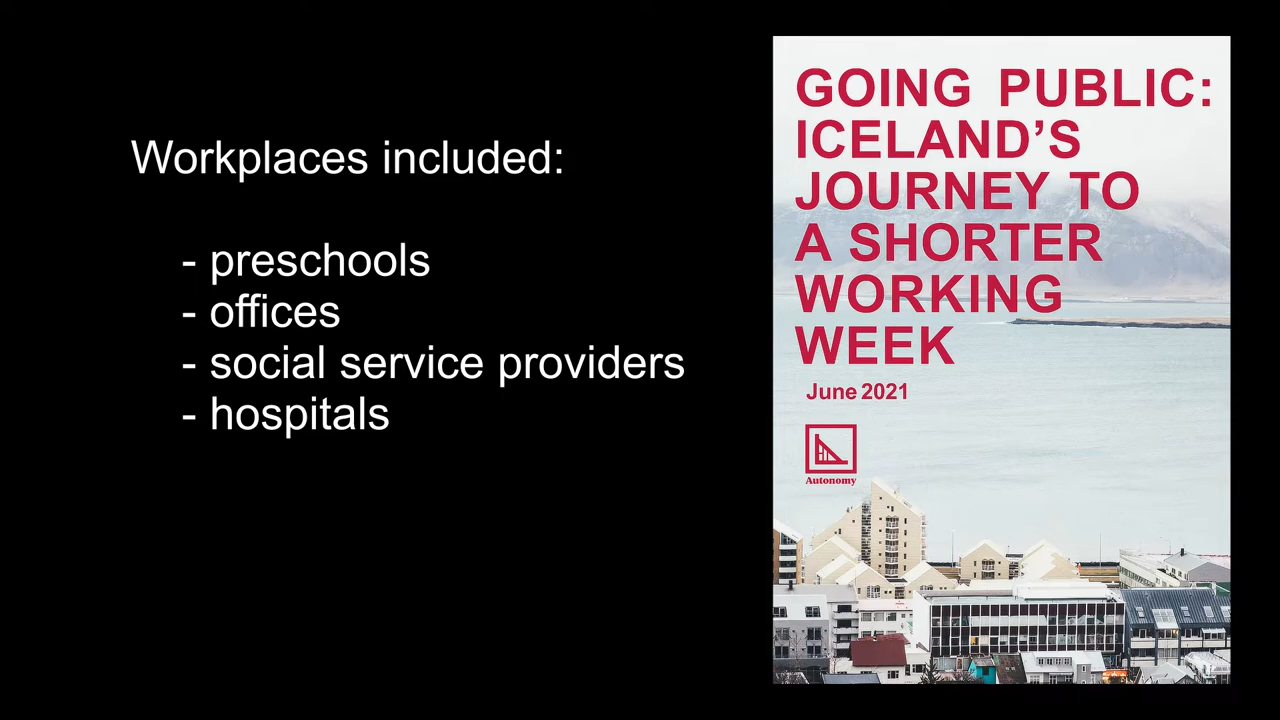 Workplaces included:
- preschools
- offices
- social service providers
- hospitals
GOING PUBLIC:
ICELAND’S
JOURNEY TO
A SHORTER
WORKING
WEEK
June 2021
Autonomy